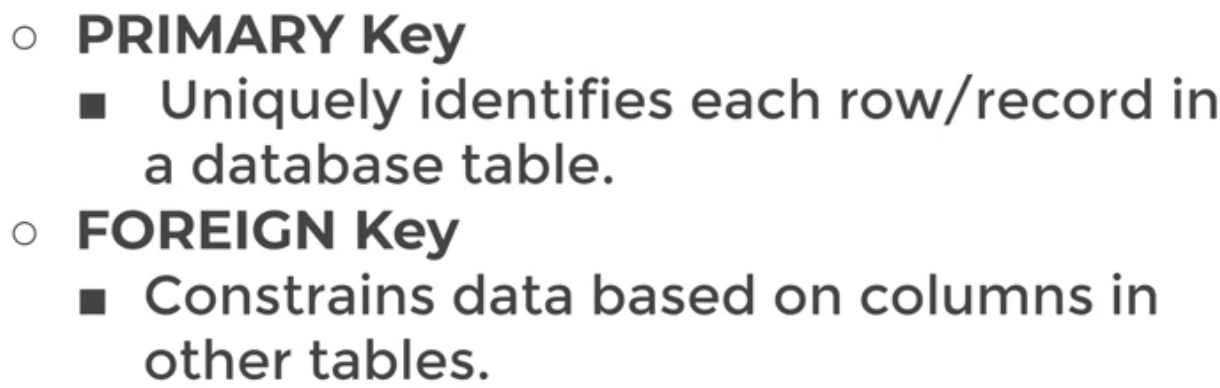 ○ PRIMARY Key
■ Uniquely identifies each row/record in
a database table.
○ FOREIGN Key
■ Constrains data based on columns in
other tables.